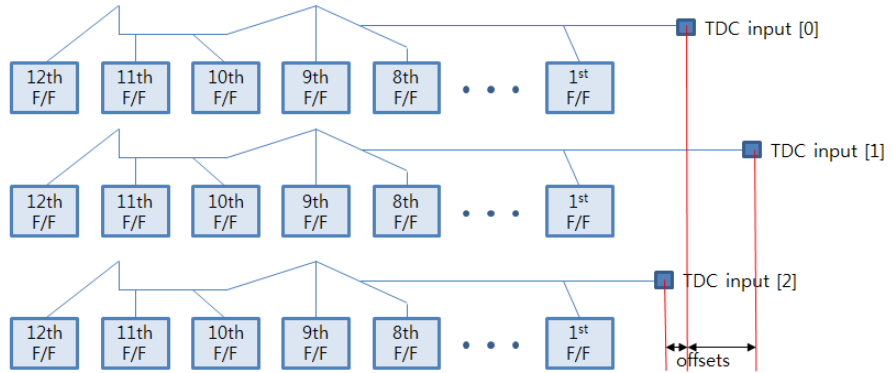 TDC input [0]
12th F/F
11th F/F
10th F/F
9th F/F
8th F/F
• • •
1st F/F
TDC input [1]
12th F/F
11th F/F
10th F/F
9th F/F
8th F/F
• • •
1st F/F
TDC input [2]
12th F/F
11th F/F
10th F/F
9th F/F
8th F/F
• • •
1st F/F
offsets